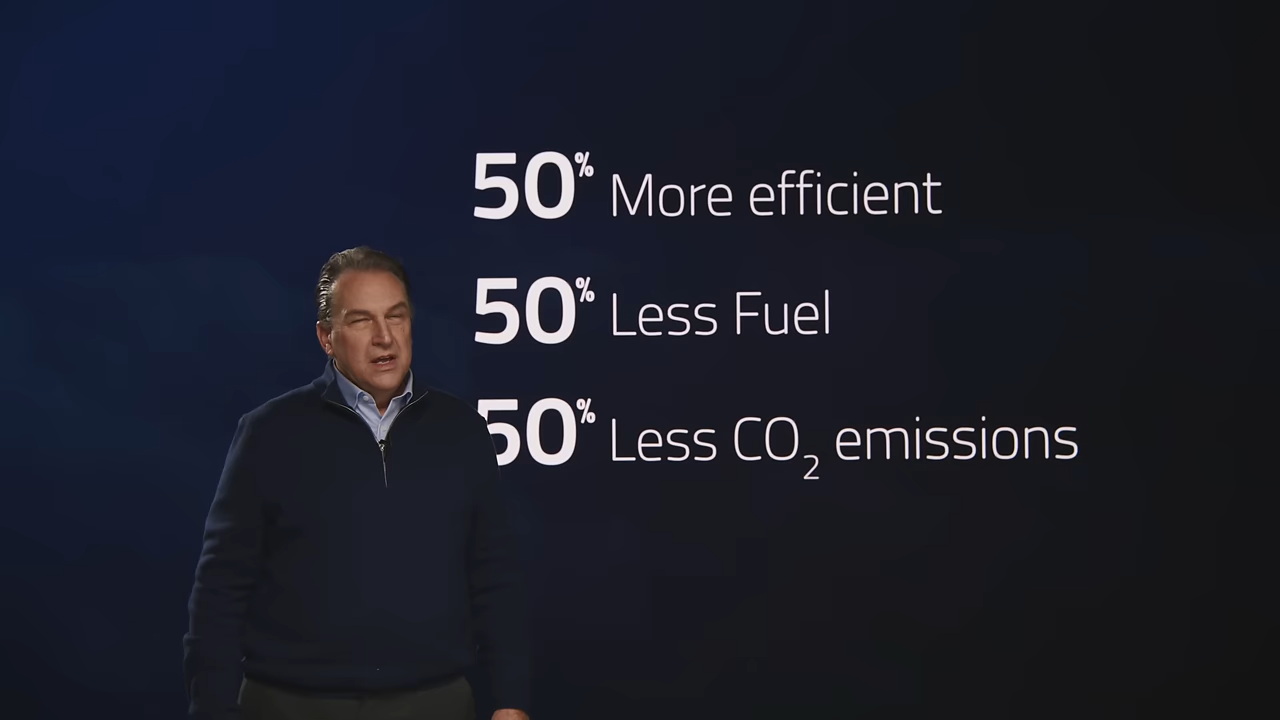 50% More efficient
50% Less Fuel
50% Less CO₂ emissions